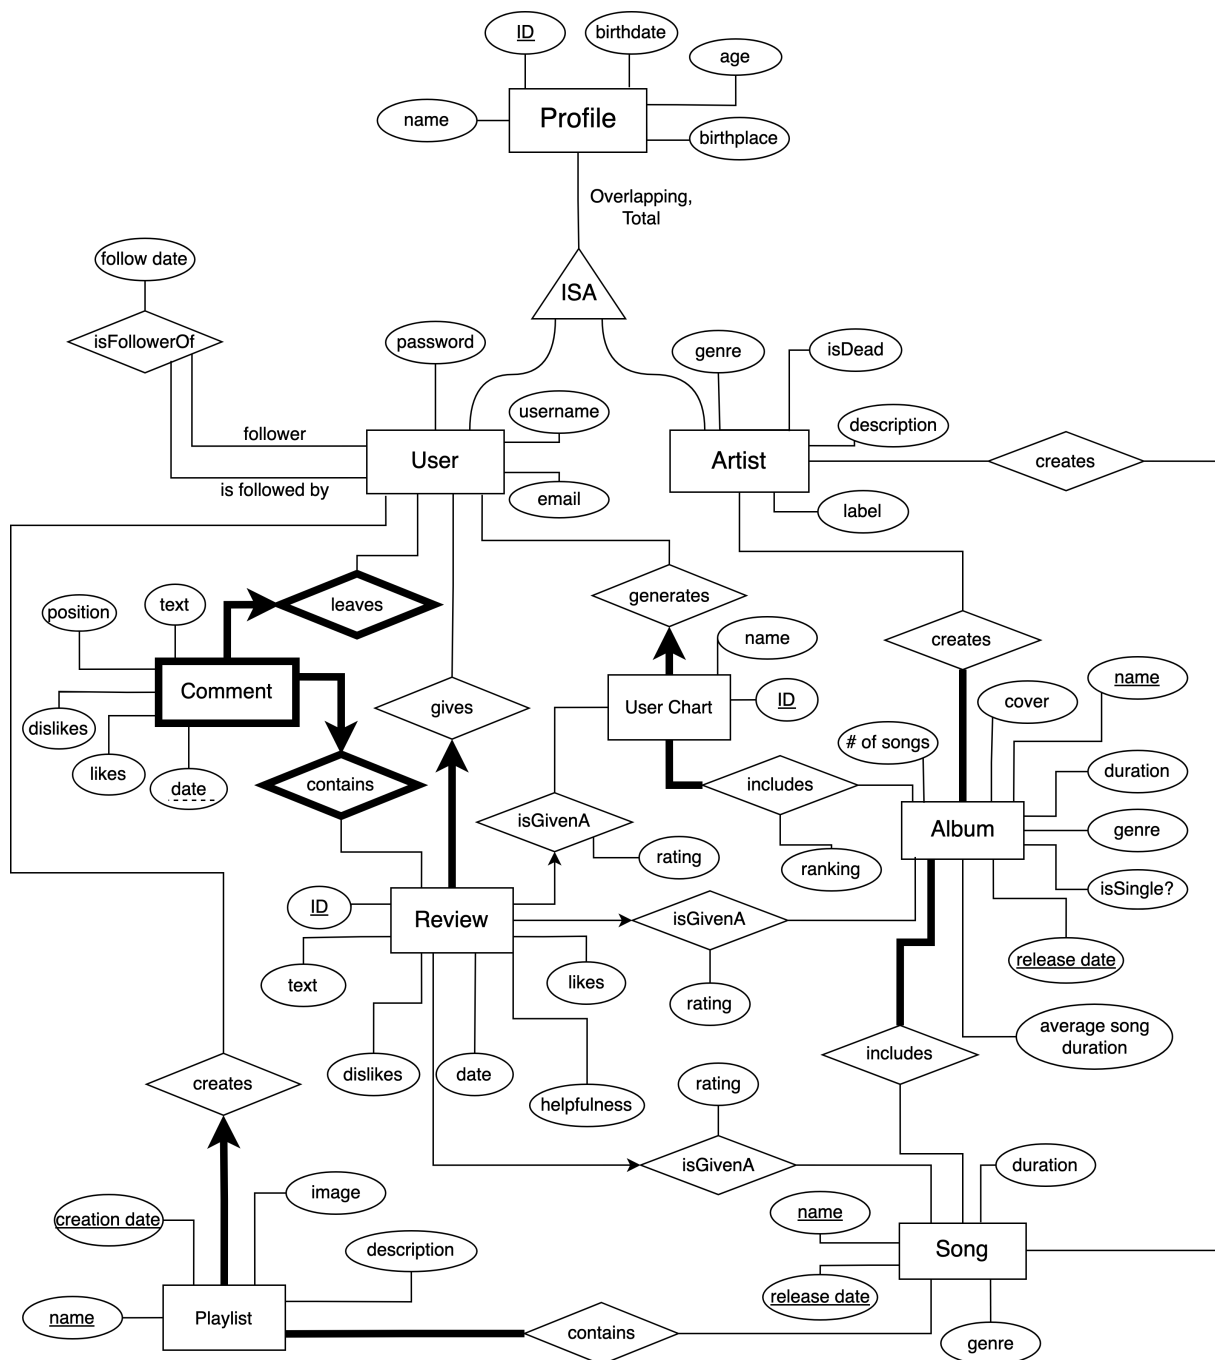 ID
birthdate
age
name
Profile
birthplace
Overlapping,
Total
follow date
ISA
isFollowerOf
password
genre
isDead
username
description
follower
User
Artist
creates
is followed by
email
label
leaves
generates
position
text
creates
name
Comment
name
cover
User Chart
ID
dislikes
gives
# of songs
likes
date
contains
includes
duration
isGivenA
Album
genre
rating
ranking
isSingle?
ID
Review
isGivenA
release date
text
likes
rating
average song
duration
includes
creates
dislikes
date
rating
helpfulness
isGivenA
duration
image
creation date
name
description
Song
release date
name
Playlist
contains
genre